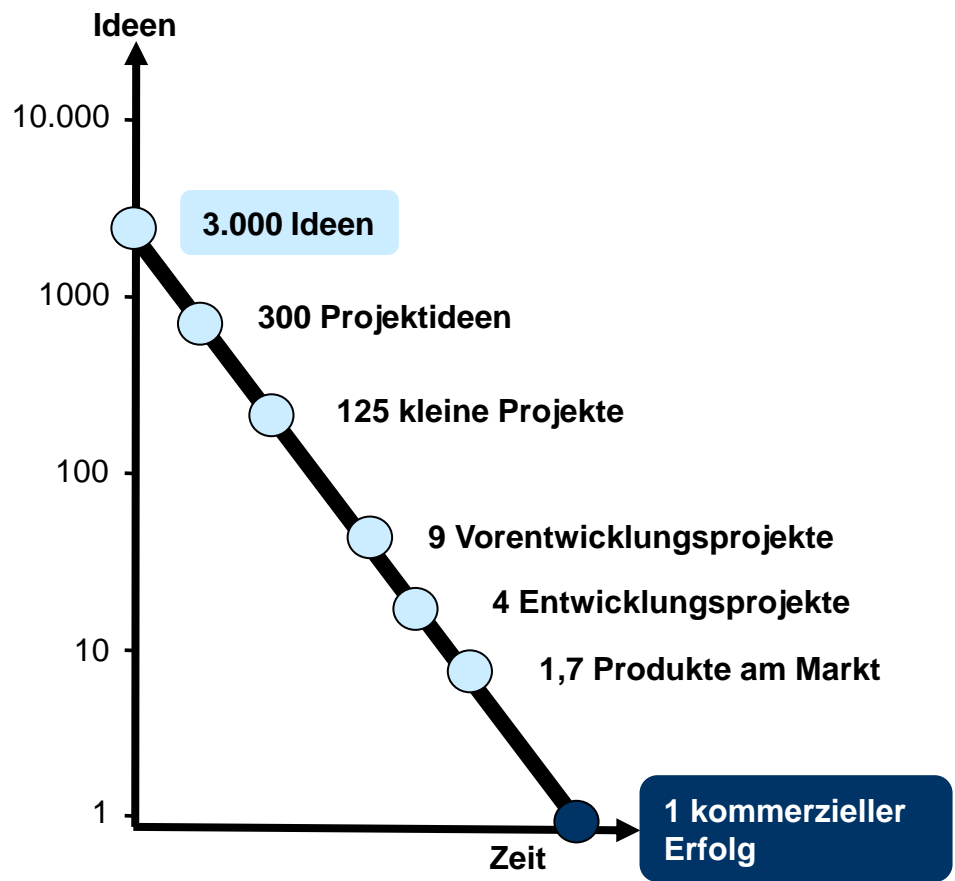 Ideen
10.000
3.000 Ideen
1000
300 Projektideen
125 kleine Projekte
100
9 Vorentwicklungsprojekte
4 Entwicklungsprojekte
10
1,7 Produkte am Markt
1
1 kommerzieller
Erfolg
Zeit